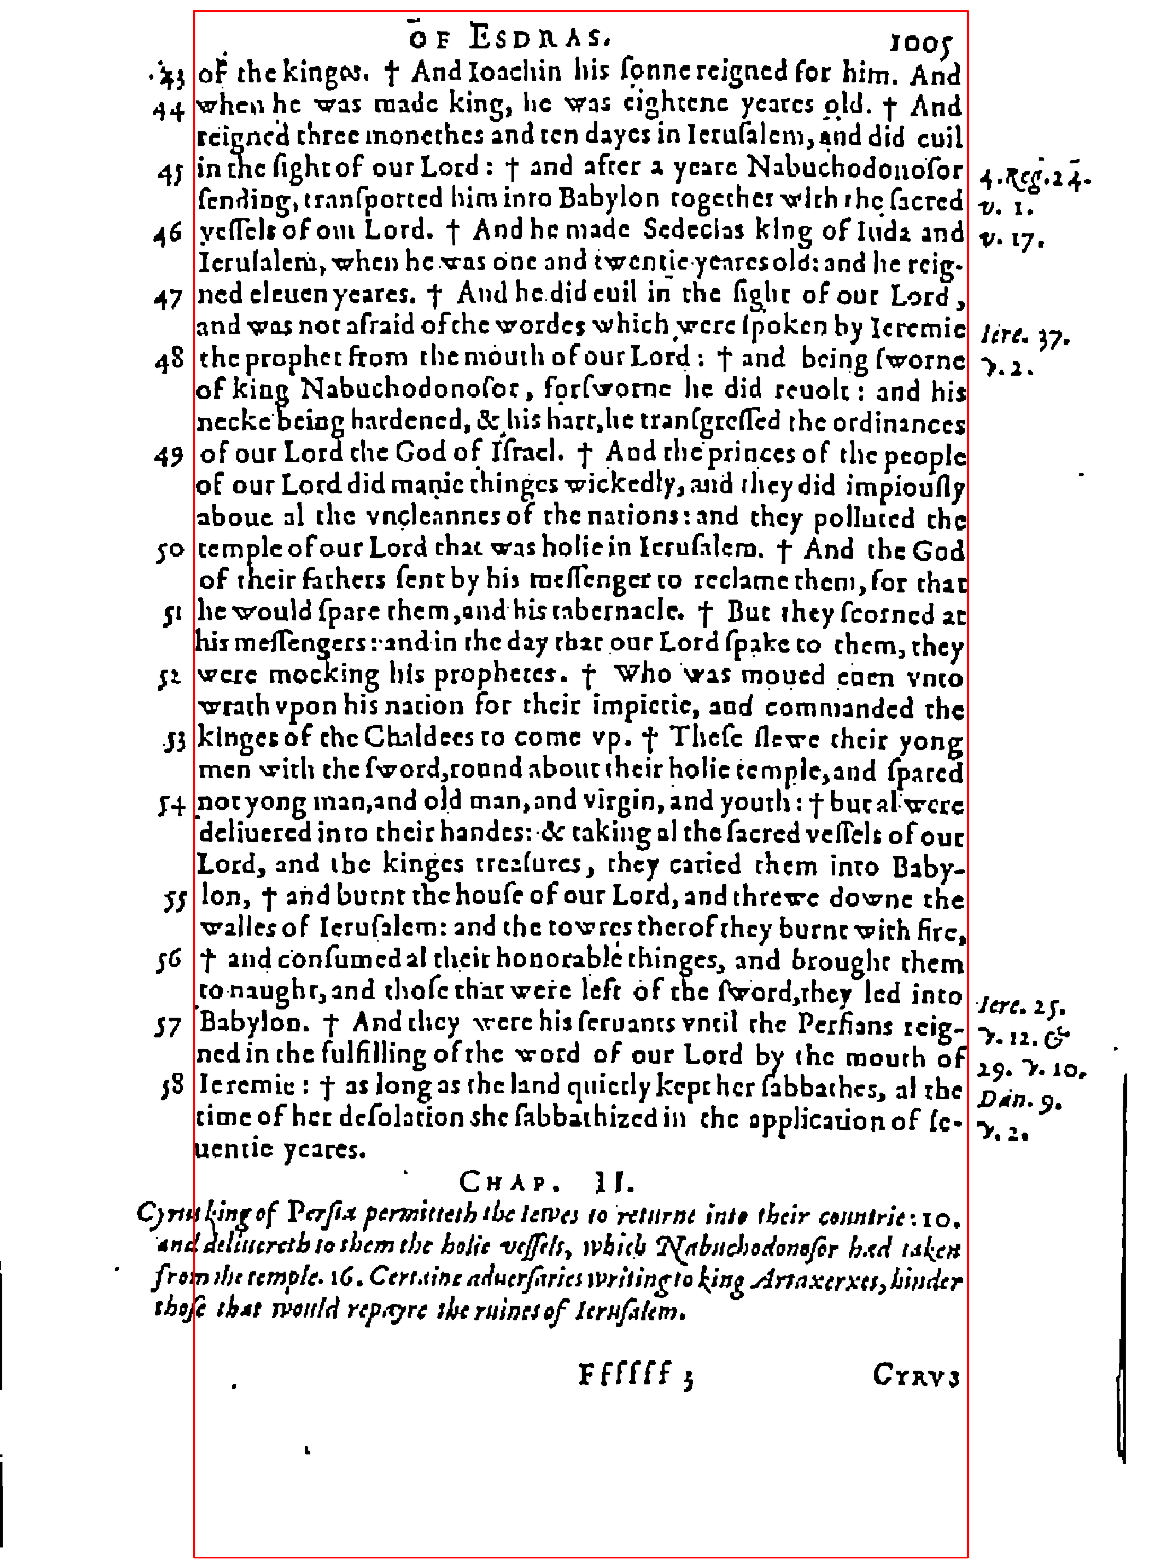 OF ESDRAS. 1005
43 of the kinges. † And Ioachin his ſonne reigned for him. And
44 when he was made king, he was eightene yeares old. † And
reigned three monethes and ten dayes in Ieruſalem, and did euil
45 in the ſight of our Lord: † and after a yeare Nabuchodonoſor 4. Reg. 24.
ſending, tranſported him into Babylon together with the ſacred v. 1.
46 veſſels of our Lord. † And he made Sedecias king of Iuda and v. 17.
Ieruſalem, when he was one and twentie yeares old: and he reig-
47 ned eleuen yeares. † And he did euil in the ſight of our Lord,
and was not afraid of the wordes which were ſpoken by Ieremie Iere. 37.
48 the prophet from the mouth of our Lord: † and being ſworne v. 2.
of king Nabuchodonoſor, forſworne he did reuolt: and his
necke being hardened, & his hart, he tranſgreſſed the ordinances
49 of our Lord the God of Iſrael. † And the princes of the people
of our Lord did manie thinges wickedly, and they did impiouſly
aboue al the vncleannes of the nations: and they polluted the
50 temple of our Lord that was holie in Ieruſalem. † And the God
of their fathers ſent by his meſſenger to reclame them, for that
51 he would ſpare them, and his tabernacle. † But they ſcorned at
his meſſengers: and in the day that our Lord ſpake to them, they
52 were mocking his prophetes. † Who was moued euen vnto
wrath vpon his nation for their impietie, and commanded the
53 kinges of the Chaldees to come vp. † Theſe ſlewe their yong
men with the ſword, round about their holie temple, and ſpared
54 not yong man, and old man, and virgin, and youth: † but al were
deliuered into their handes: & taking al the ſacred veſſels of our
Lord, and the kinges treaſures, they caried them into Baby-
55 lon, † and burnt the houſe of our Lord, and threwe downe the
walles of Ieruſalem: and the towres therof they burnt with fire,
56 † and conſumed al their honorable thinges, and brought them
to naught, and thoſe that were left of the ſword, they led into Iere. 25.
57 Babylon. † And they were his ſeruants vntil the Perſians reig- v. 12. &
ned in the fulfilling of the word of our Lord by the mouth of 29. v. 10.
58 Ieremie: † as long as the land quietly kept her ſabbathes, al the Dan. 9.
time of her deſolation she ſabbathized in the application of ſe- v. 2.
uentie yeares.
CHAP. II.
Cyrus king of Perſia permitteth the Iewes to returne into their countrie: 10.
and deliuereth to them the holie veſſels, which Nabuchodonoſor had taken
from the temple. 16. Certaine aduerſaries writing to king Artaxerxes, hinder
thoſe that would repayre the ruines of Ieruſalem.
Ffffff 3 CYRVS